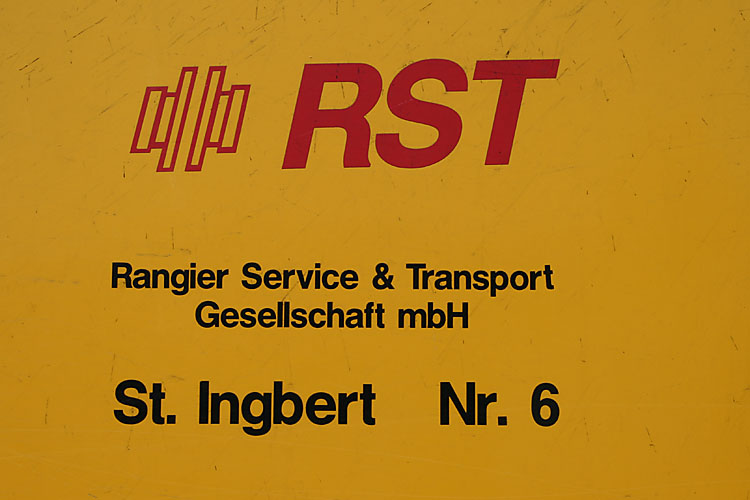 RST
Rangier Service & Transport
Gesellschaft mbH
St. Ingbert Nr. 6